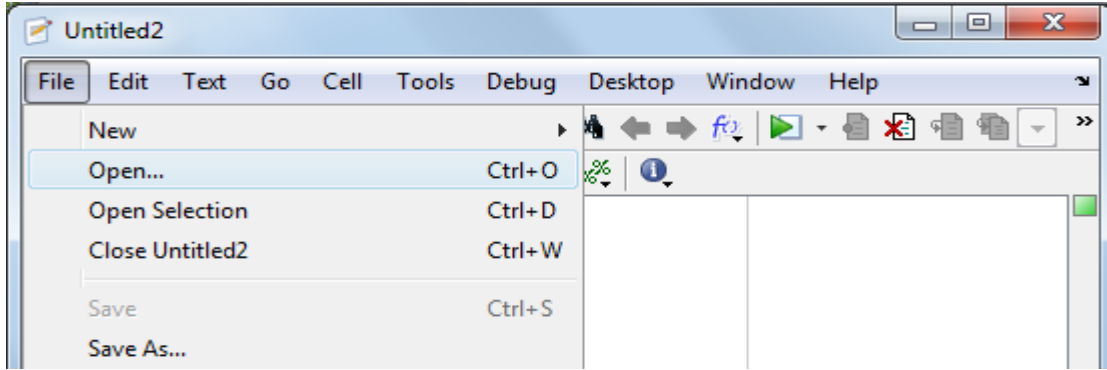 Untitled2
File Edit Text Go Cell Tools Debug Desktop Window Help
New
Open... Ctrl+O
Open Selection Ctrl+D
Close Untitled2 Ctrl+W
Save Ctrl+S
Save As...